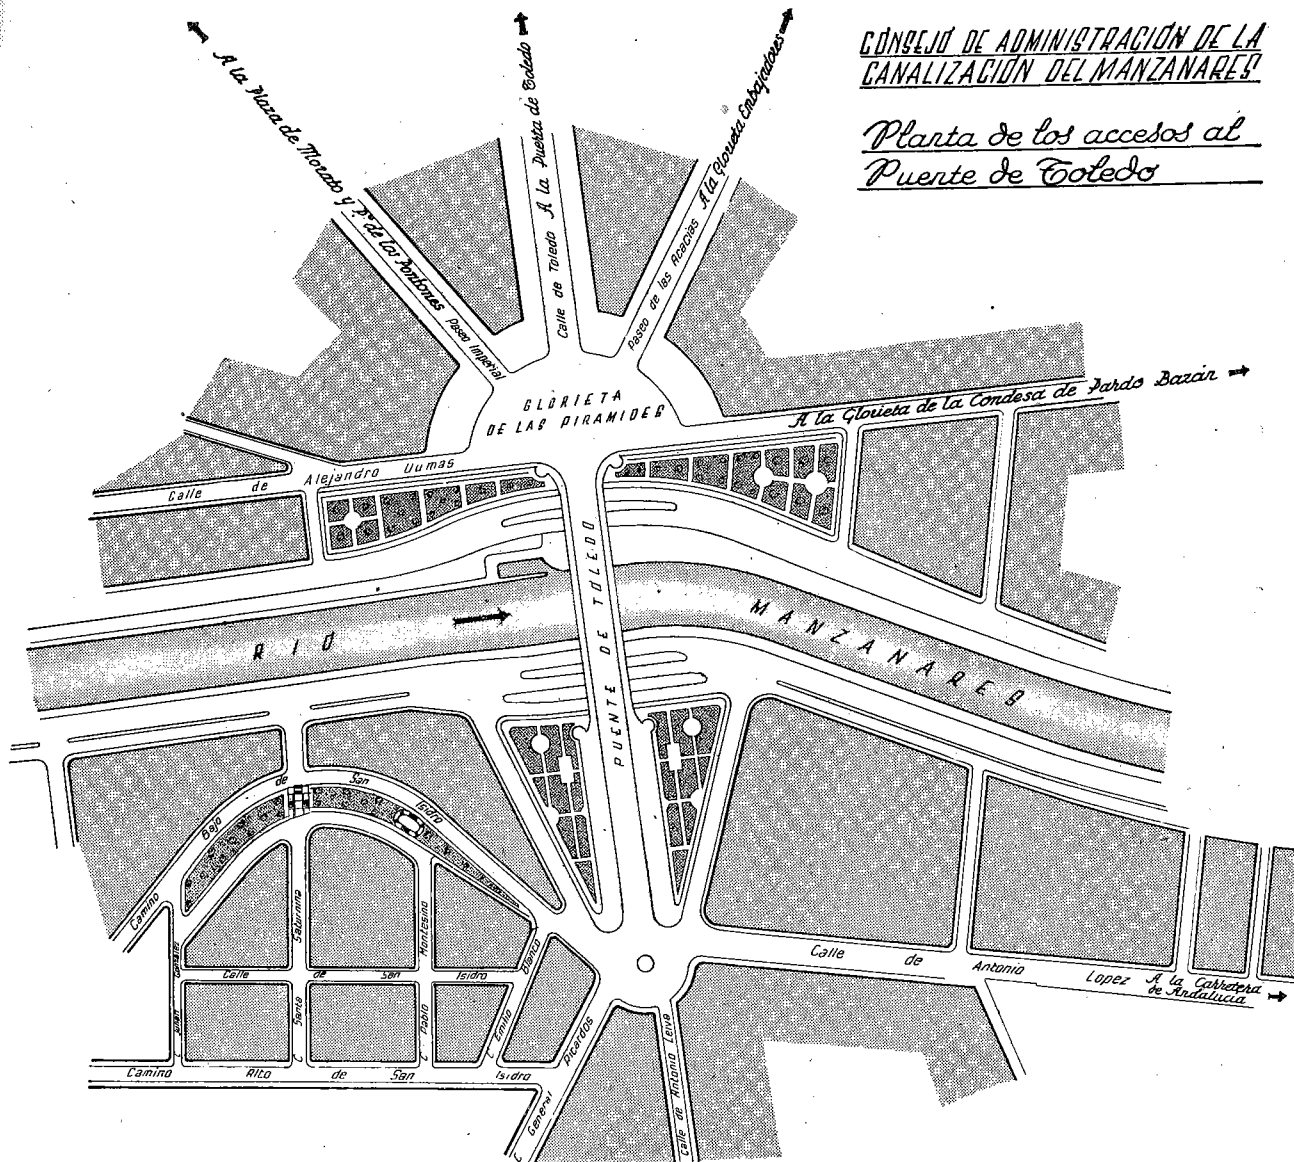 CONSEJO DE ADMINISTRACIÓN DE LA
CANALIZACIÓN DEL MANZANARES
Planta de los accesos al
Puente de Toledo
A la Plaza de Morato y P.º de los Pontones
Paseo Imperial
A la Puerta de Toledo
Calle de Toledo
A la Glorieta Embajadores
Paseo de las Acacias
GLORIETA
DE LAS PIRAMIDES
A la Glorieta de la Condesa de Pardo Bazán
Calle de Alejandro Dumas
PUENTE DE TOLEDO
RIO MANZANARES
Camino Bajo de San Isidro
C. Santa Saturnina
C. Pablo Montesino
C. Emilio Blanco
Calle de San Isidro
Camino Alto de San Isidro
C. General Ricardos
Calle de Antonio Leiva
Calle de Antonio Lopez
A la Carretera
de Andalucia